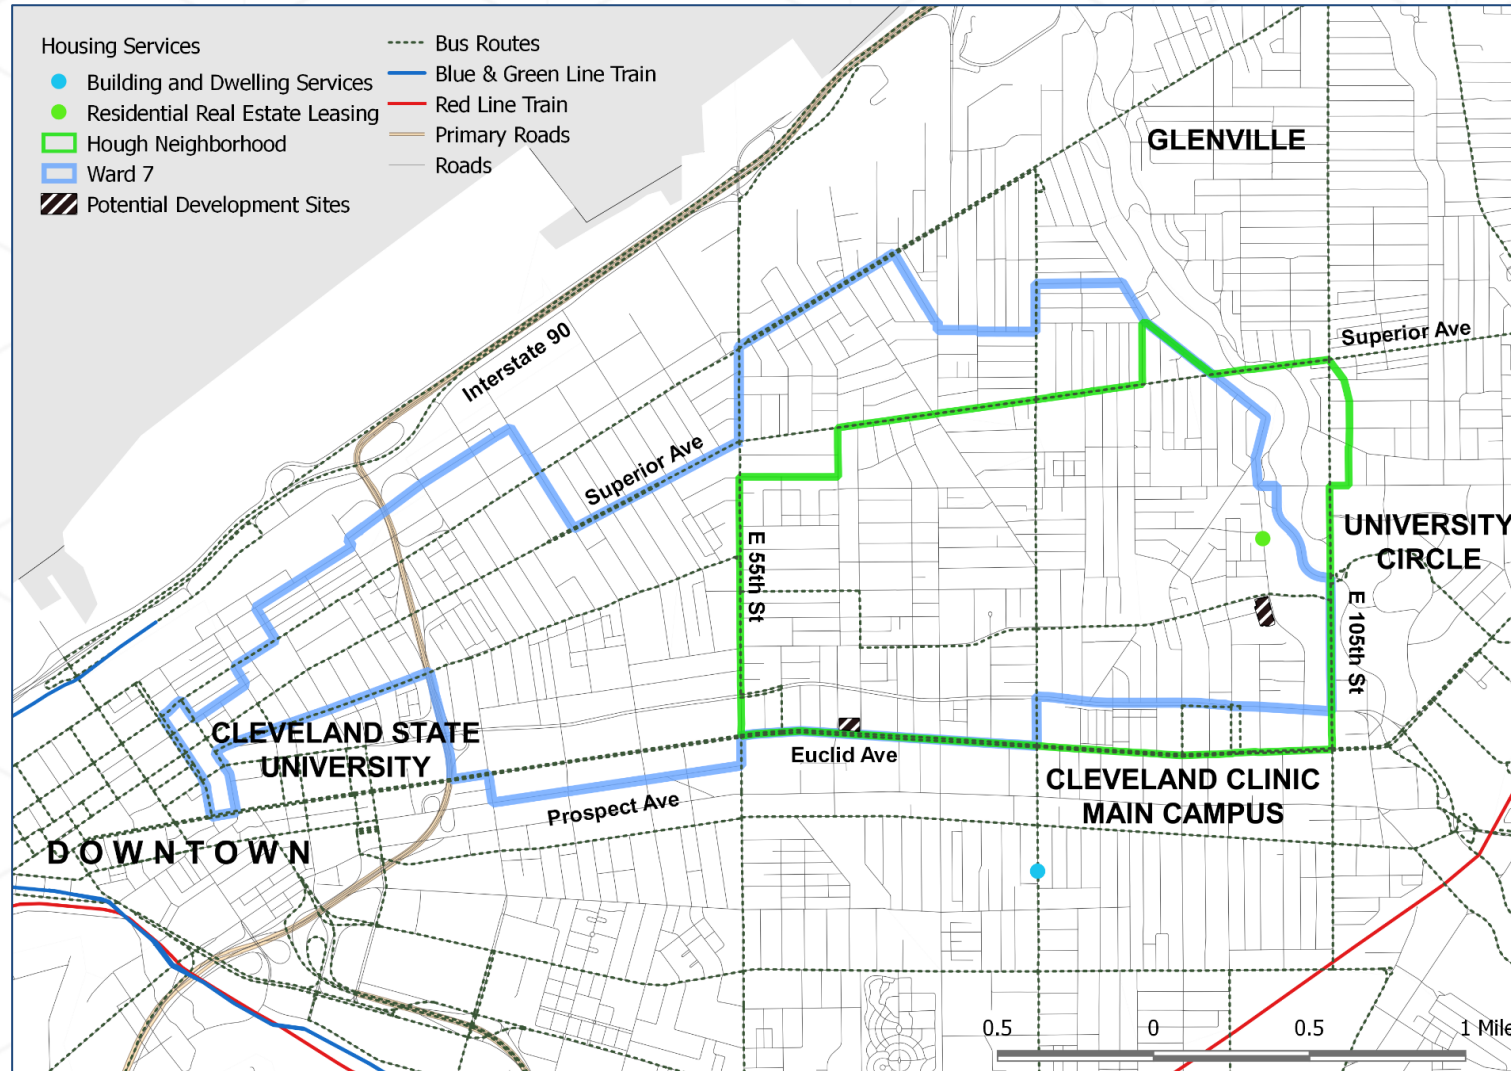 Housing Services
Building and Dwelling Services
Residential Real Estate Leasing
Hough Neighborhood
Ward 7
Potential Development Sites
Bus Routes
Blue & Green Line Train
Red Line Train
Primary Roads
Roads
GLENVILLE
Interstate 90
Superior Ave
Superior Ave
E 55th St
UNIVERSITY
CIRCLE
E 105th St
CLEVELAND STATE
UNIVERSITY
Euclid Ave
Prospect Ave
CLEVELAND CLINIC
MAIN CAMPUS
DOWNTOWN
0.5 0 0.5 1 Mile